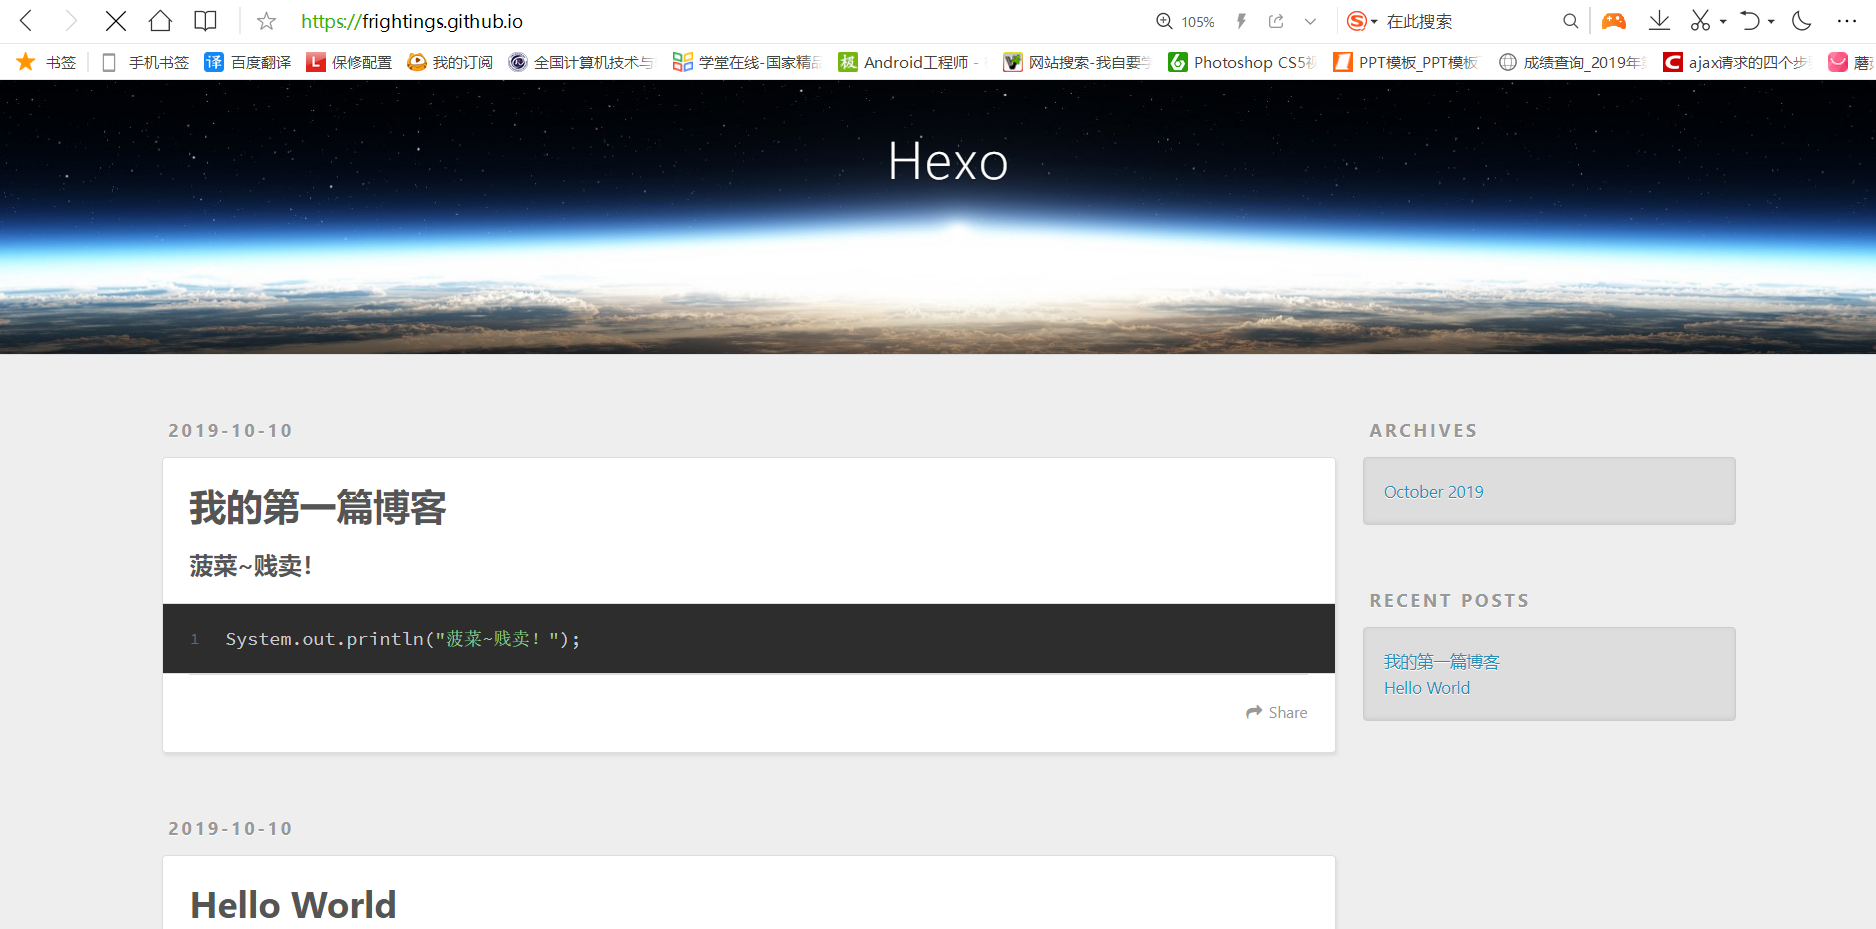 https://frightings.github.io
105%
在此搜索
书签
手机书签
译 百度翻译
L 保修配置
我的订阅
全国计算机技术与
学堂在线-国家精品
极 Android工程师 -
网站搜索-我自要学
Photoshop CS5视
PPT模板_PPT模板
成绩查询_2019年
ajax请求的四个步
蘑
Hexo
2019-10-10
我的第一篇博客
菠菜~贱卖!
1 System.out.println("菠菜~贱卖! ");
Share
2019-10-10
Hello World
ARCHIVES
October 2019
RECENT POSTS
我的第一篇博客
Hello World